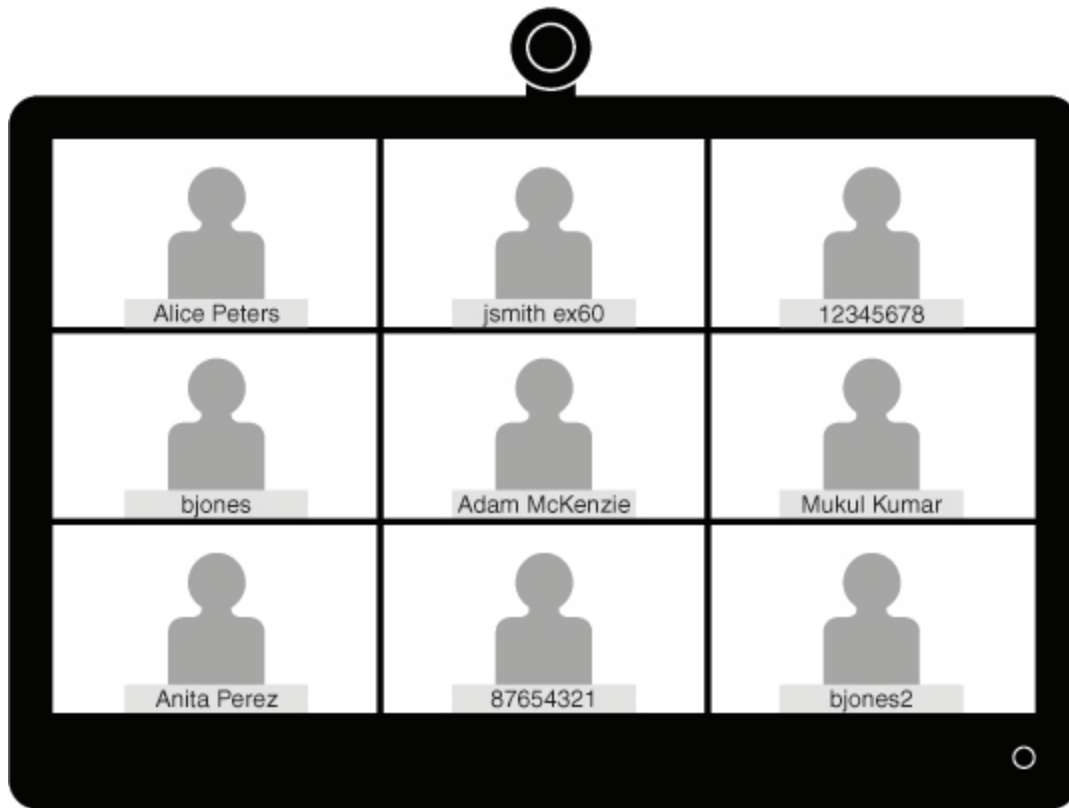 Alice Peters
jsmith ex60
12345678
bjones
Adam McKenzie
Mukul Kumar
Anita Perez
87654321
bjones2